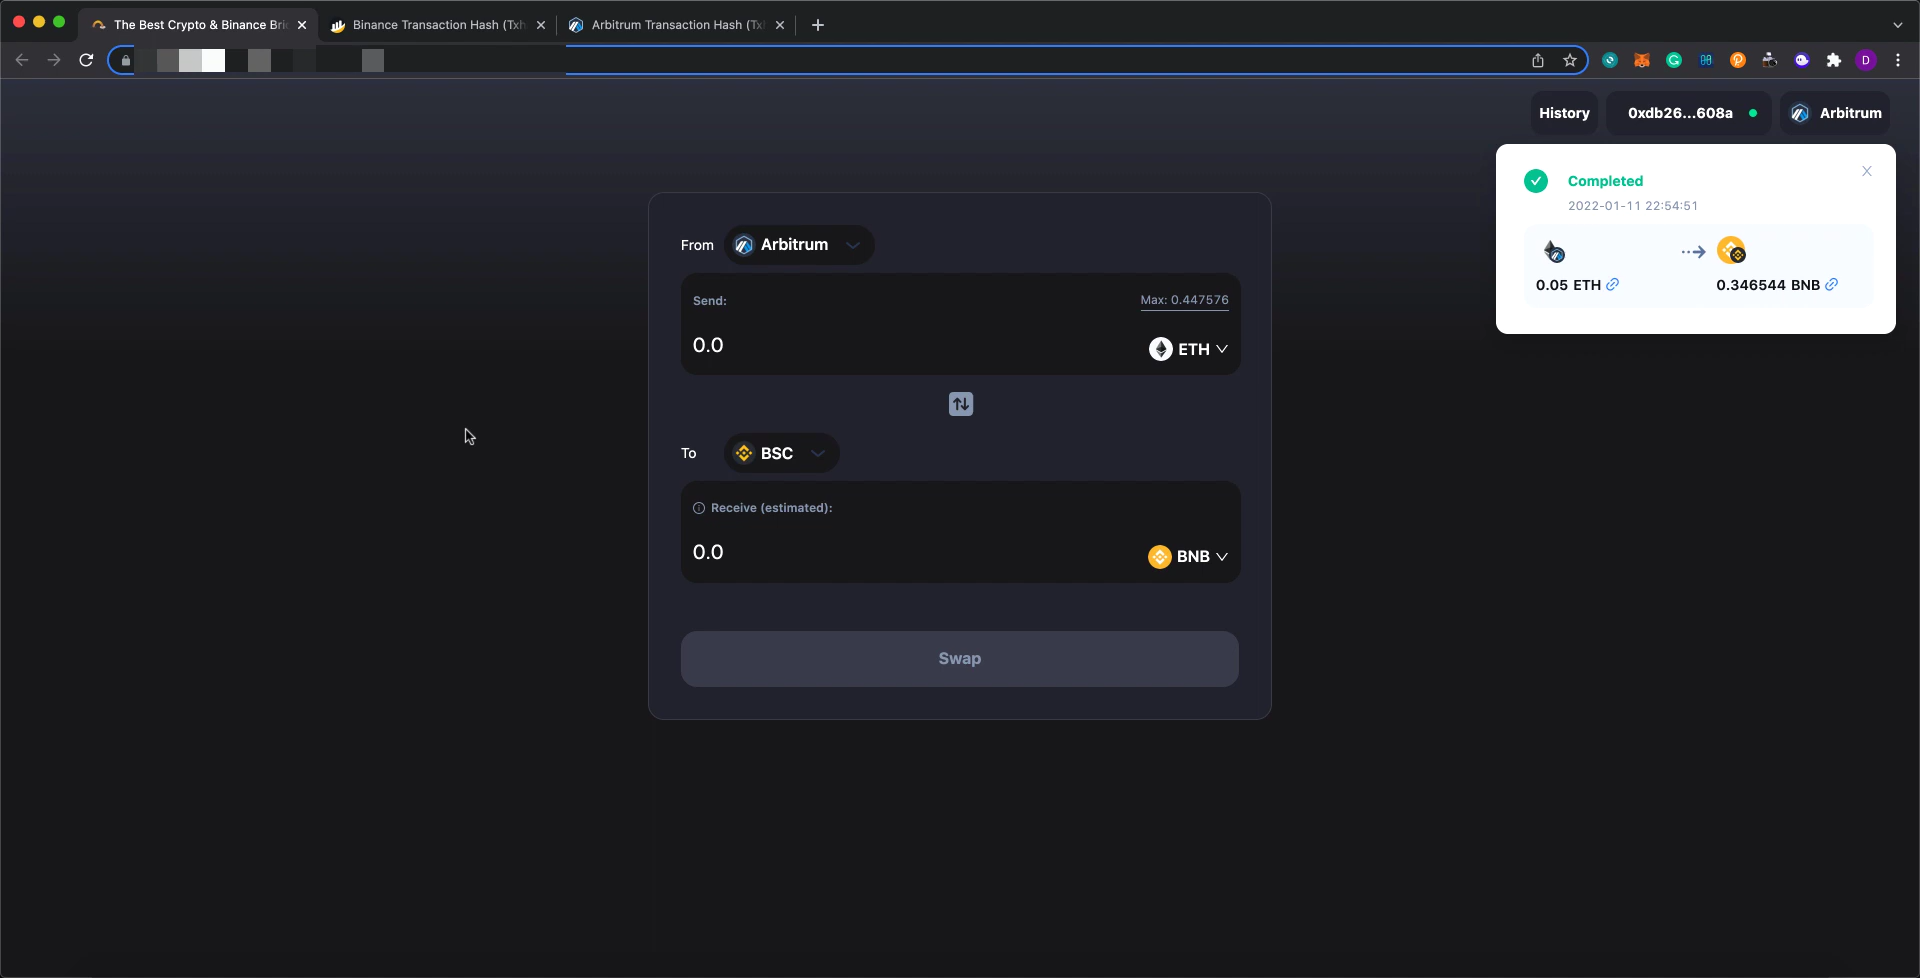 The Best Crypto & Binance Bri
Binance Transaction Hash (Txh
Arbitrum Transaction Hash (Tx
D
History
0xdb26...608a
Arbitrum
Completed
2022-01-11 22:54:51
0.05 ETH
0.346544 BNB
From
Arbitrum
Send:
Max: 0.447576
0.0
ETH
To
BSC
Receive (estimated):
0.0
BNB
Swap